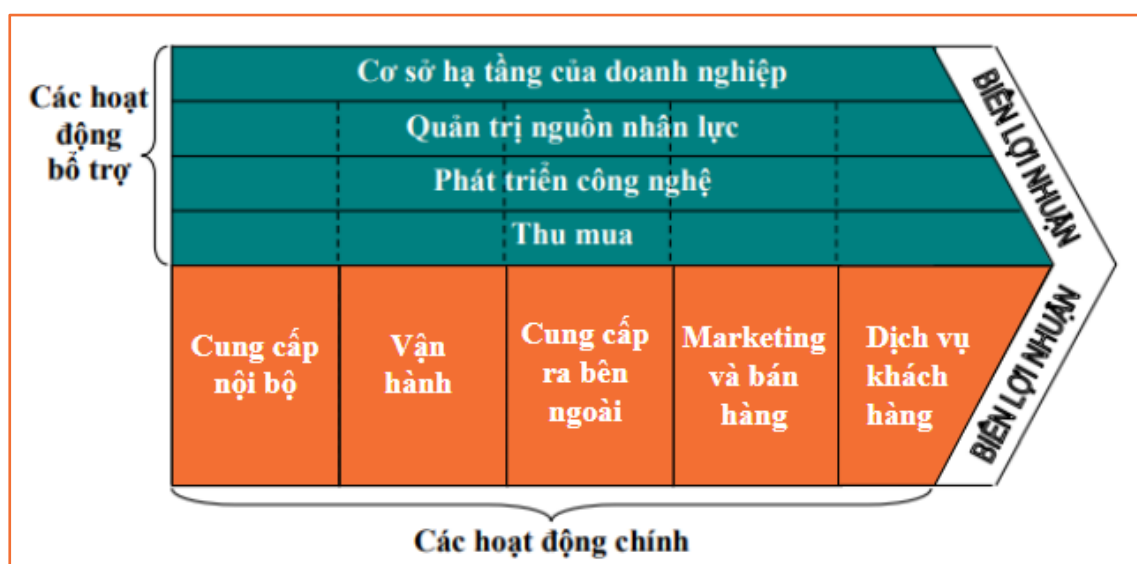 Các hoạt
động
bổ trợ
Cơ sở hạ tầng của doanh nghiệp
Quản trị nguồn nhân lực
Phát triển công nghệ
Thu mua
BIÊN LỢI NHUẬN
Cung cấp
nội bộ
Vận
hành
Cung cấp
ra bên
ngoài
Marketing
và bán
hàng
Dịch vụ
khách
hàng
BIÊN LỢI NHUẬN
Các hoạt động chính